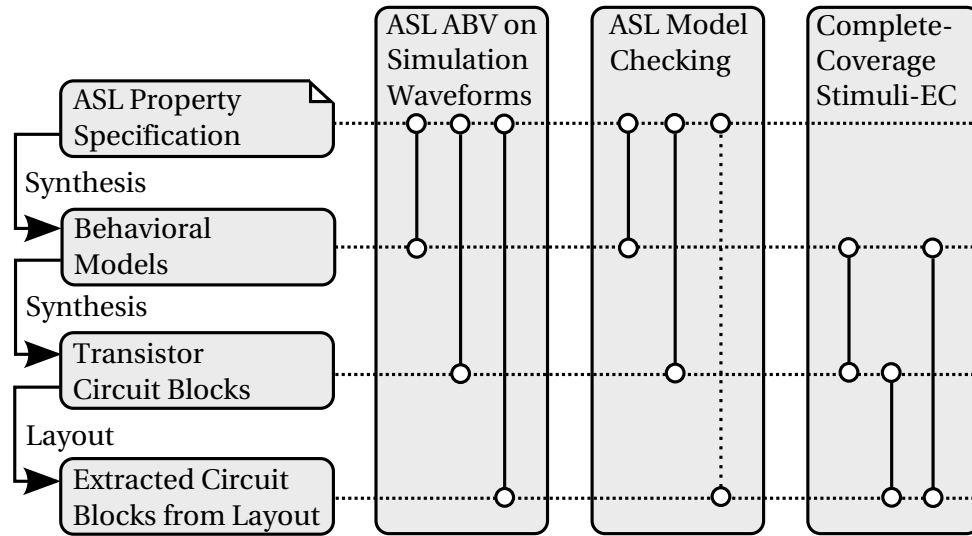 ASL ABV on
Simulation
Waveforms
ASL Model
Checking
Complete-
Coverage
Stimuli-EC
ASL Property
Specification
Synthesis
Behavioral
Models
Synthesis
Transistor
Circuit Blocks
Layout
Extracted Circuit
Blocks from Layout